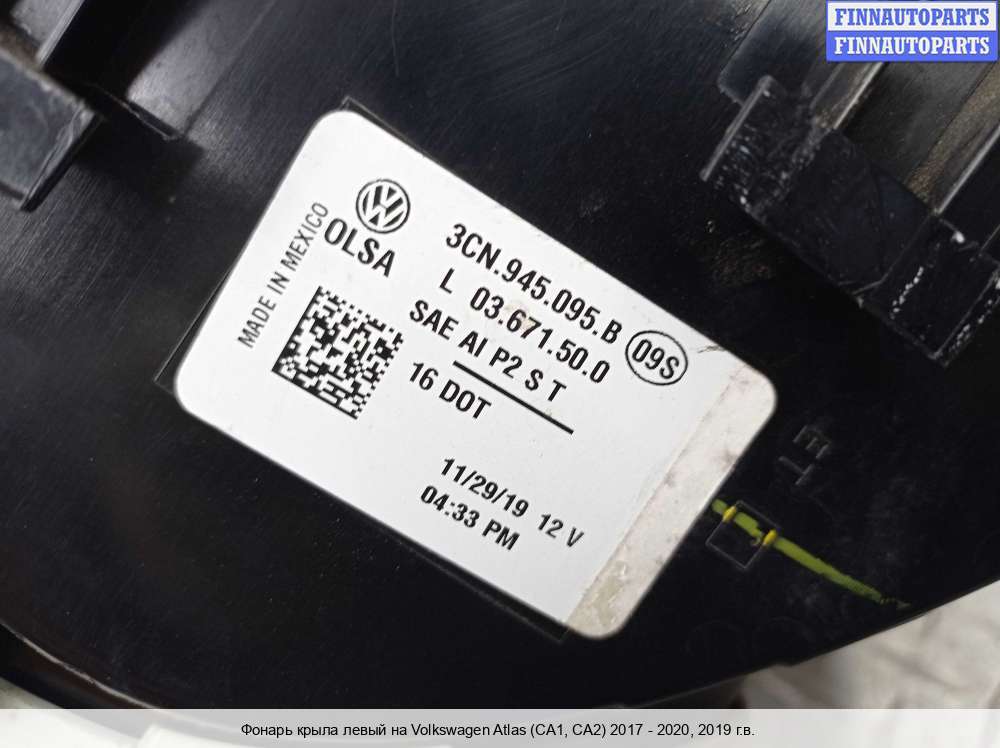 FINNAUTOPARTS
FINNAUTOPARTS
OLSA
MADE IN MEXICO
3CN.945.095.B
L 03.671.50.0
09S
SAE AI P2 S T
16 DOT
11/29/19 12 V
04:33 PM
Фонарь крыла левый на Volkswagen Atlas (CA1, CA2) 2017 - 2020, 2019 г.в.